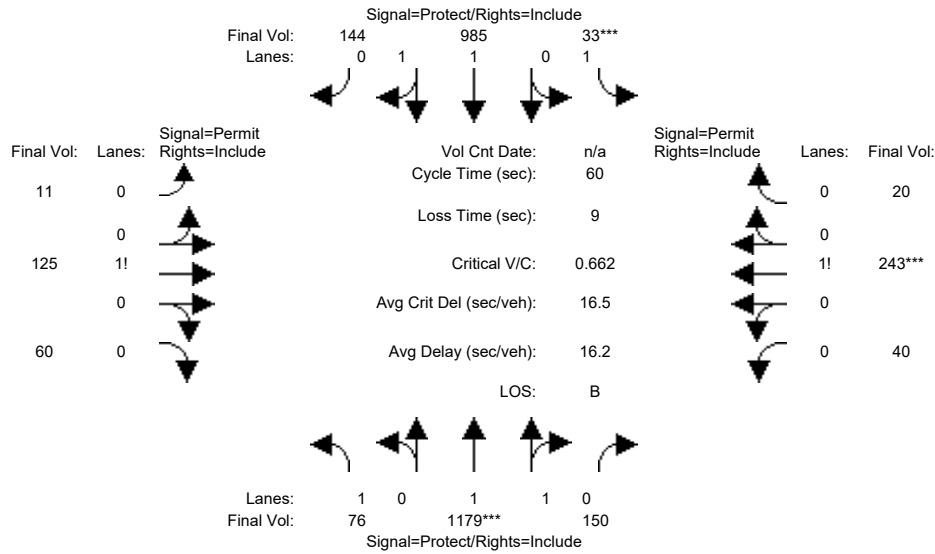 Signal=Protect/Rights=Include
Final Vol: 144 985 33***
Lanes: 0 1 1 0 1
Signal=Permit
Final Vol: Lanes: Rights=Include
Vol Cnt Date: n/a
Signal=Permit
Rights=Include Lanes: Final Vol:
Cycle Time (sec): 60
11 0
0 20
Loss Time (sec): 9
0
0
125 1!
Critical V/C: 0.662
1! 243***
0
Avg Crit Del (sec/veh): 16.5
0
60 0
Avg Delay (sec/veh): 16.2
0 40
LOS: B
Lanes: 1 0 1 1 0
Final Vol: 76 1179*** 150
Signal=Protect/Rights=Include